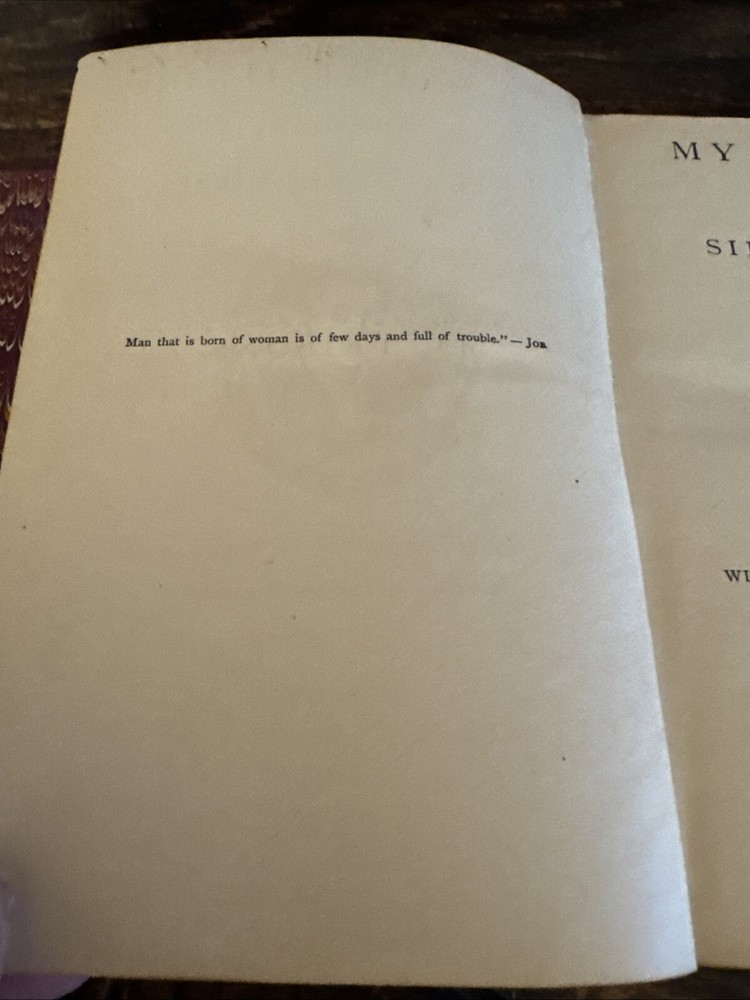 Man that is born of woman is of few days and full of trouble." — Job
MY
SI
WI